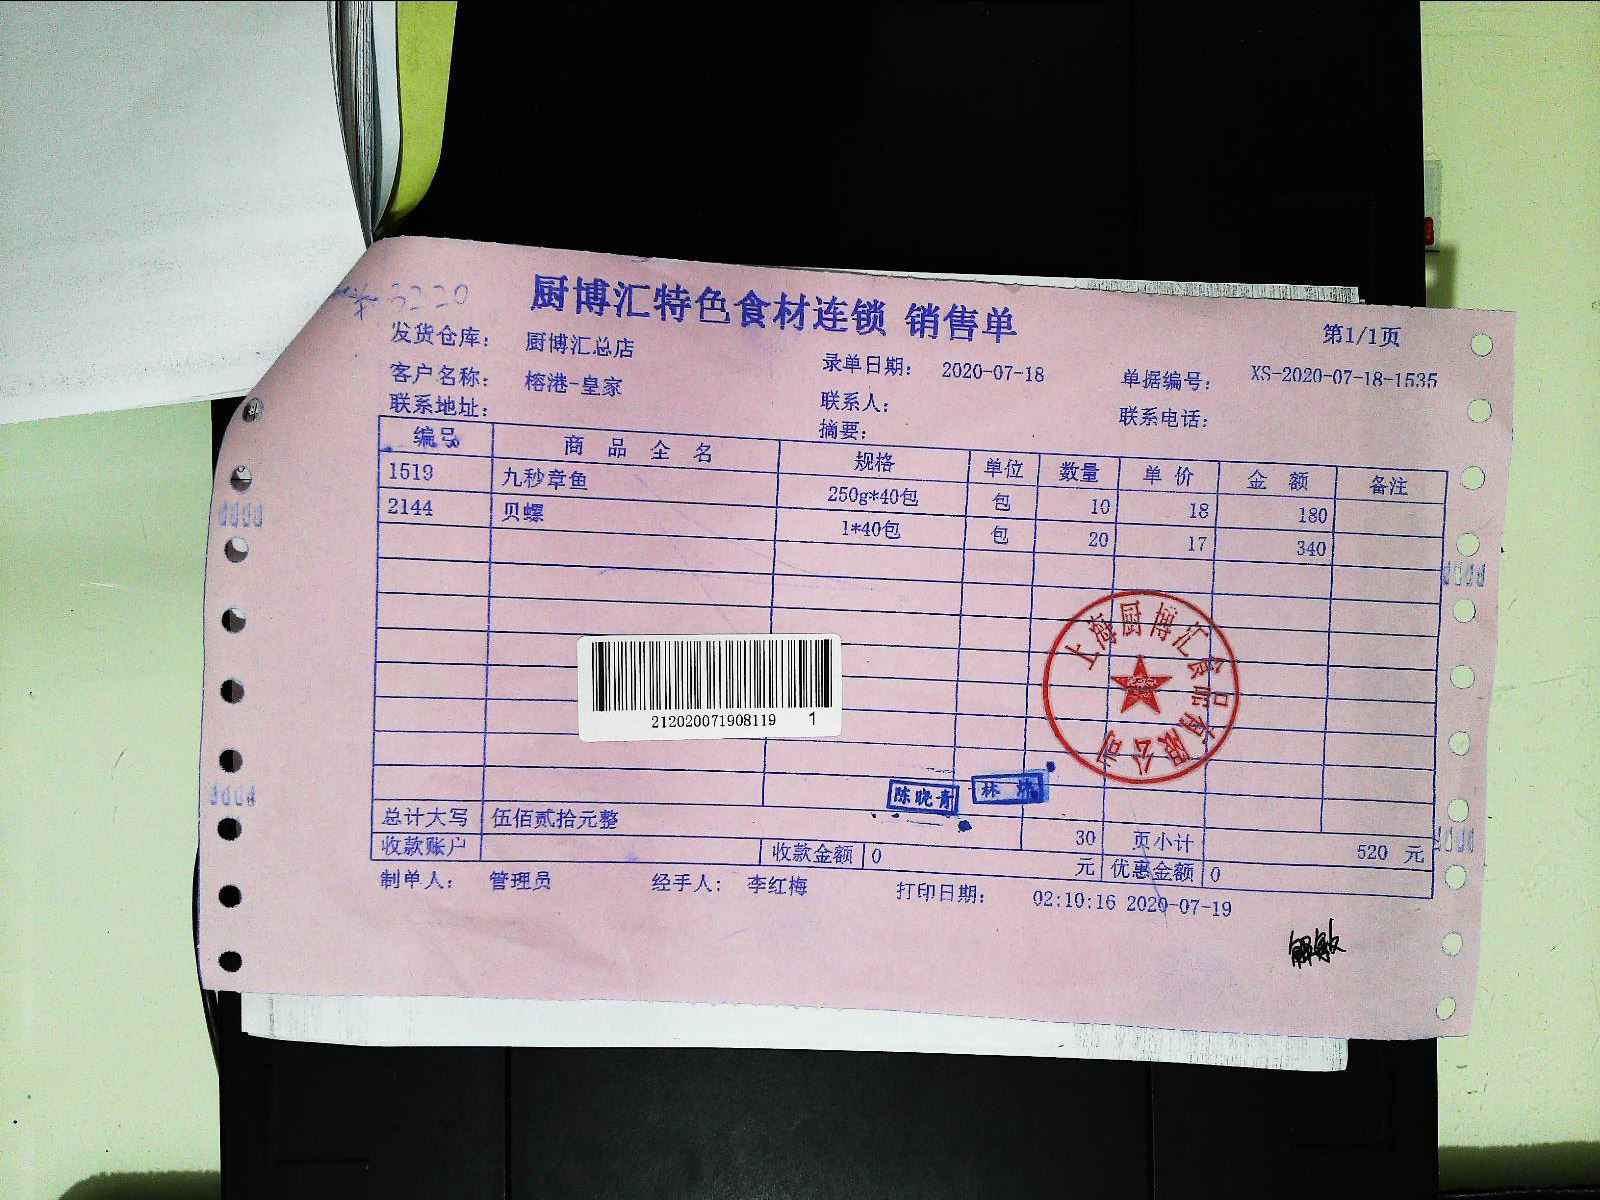 3220
厨博汇特色食材连锁 销售单
第1/1页
发货仓库： 厨博汇总店
录单日期： 2020-07-18
单据编号： XS-2020-07-18-1535
客户名称： 榕港-皇家
联系人：
联系电话：
联系地址：
摘要：
编号 商品全名 规格 单位 数量 单价 金额 备注
1519 九秒章鱼 250g*40包 包 10 18 180
2144 贝螺 1*40包 包 20 17 340
上海厨博汇食品有限公司
212020071908119 1
陈晓青 林
总计大写 伍佰贰拾元整 30 页小计 520 元
收款账户 收款金额 0 元 优惠金额 0
制单人： 管理员 经手人： 李红梅 打印日期： 02:10:16 2020-07-19
解敏